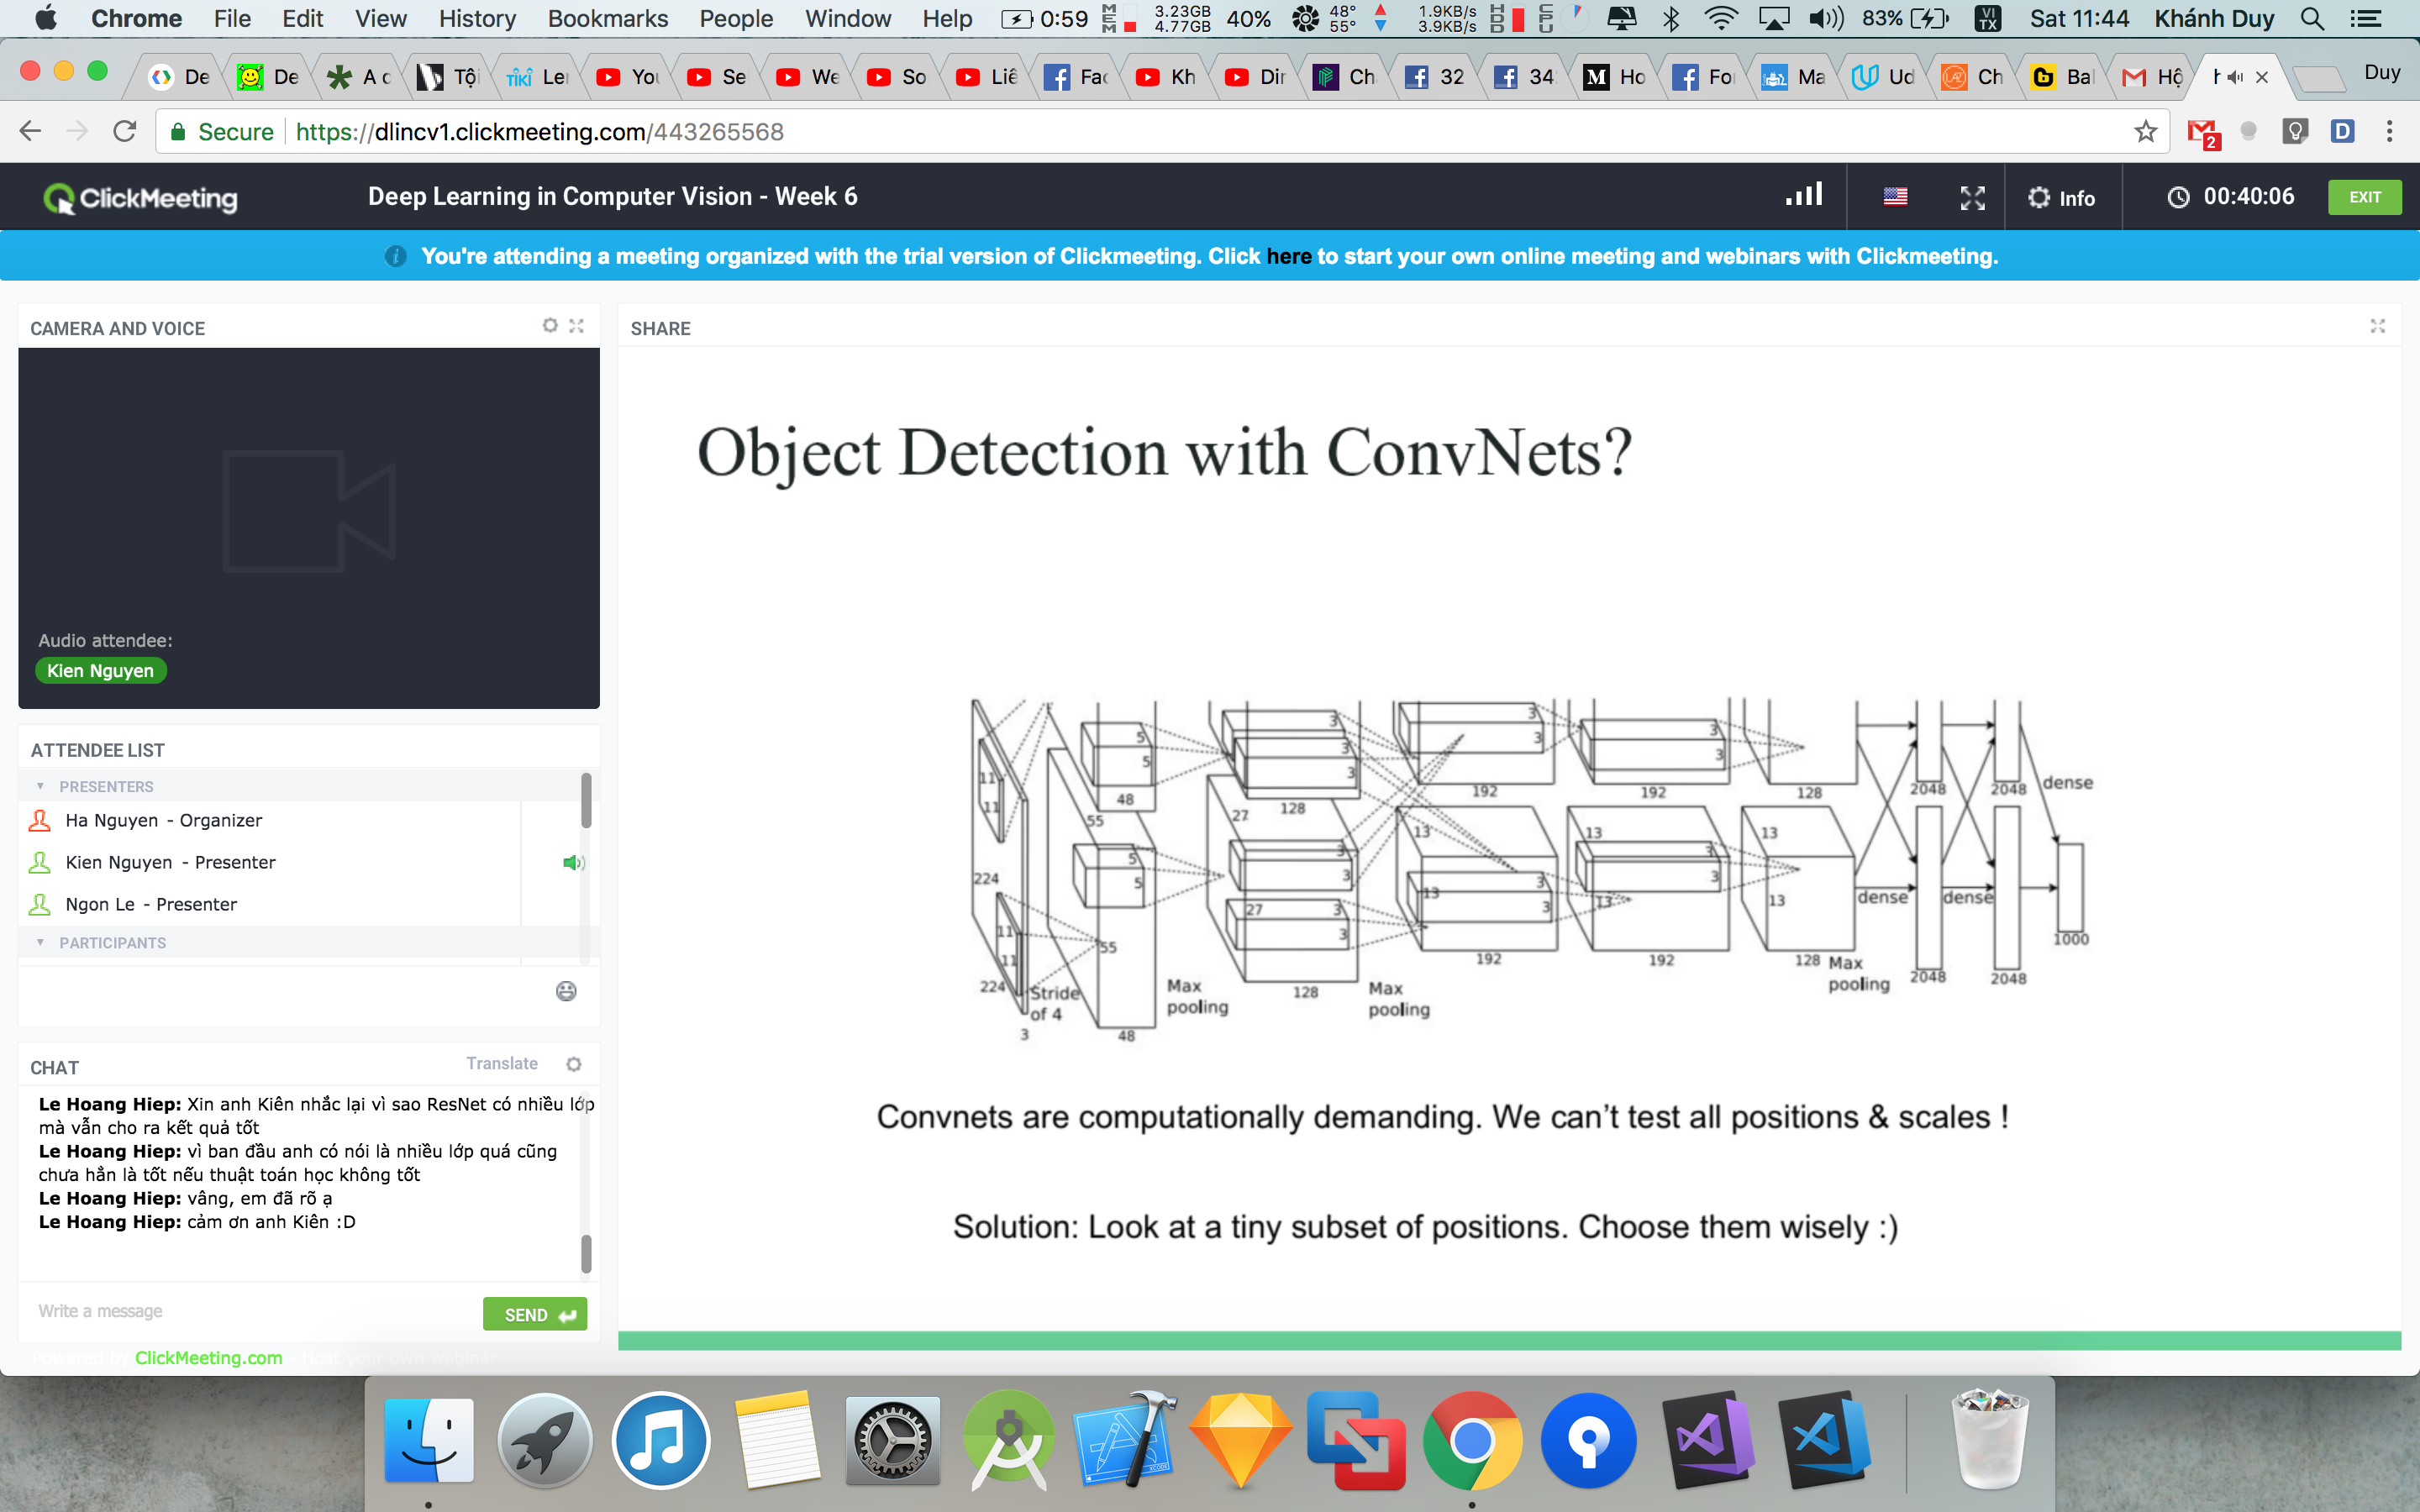 Chrome File Edit View History Bookmarks People Window Help 0:59 MEM 3.23GB 4.77GB 40% 48° 55° 1.9KB/s 3.9KB/s HDD CPU 83% VI TX Sat 11:44 Khánh Duy
De De A c Tội TIKI Ler You Se We So Liê Fac Kh Dir Ch 32 34 M Ho For Ma Ud Ch Bal Hộ h Duy
Secure https://dlincv1.clickmeeting.com/443265568 2 D
ClickMeeting Deep Learning in Computer Vision - Week 6 Info 00:40:06 EXIT
You're attending a meeting organized with the trial version of Clickmeeting. Click here to start your own online meeting and webinars with Clickmeeting.
CAMERA AND VOICE
Audio attendee:
Kien Nguyen
ATTENDEE LIST
PRESENTERS
Ha Nguyen - Organizer
Kien Nguyen - Presenter
Ngon Le - Presenter
PARTICIPANTS
CHAT Translate
Le Hoang Hiep: Xin anh Kiên nhắc lại vì sao ResNet có nhiều lớp
mà vẫn cho ra kết quả tốt
Le Hoang Hiep: vì ban đầu anh có nói là nhiều lớp quá cũng
chưa hẳn là tốt nếu thuật toán học không tốt
Le Hoang Hiep: vâng, em đã rõ ạ
Le Hoang Hiep: cảm ơn anh Kiên :D
Write a message SEND
Powered by ClickMeeting.com
SHARE
Object Detection with ConvNets?
5 3 3 3 3
11 5 3 3 3 3 dense
11 48 27 128 192 192 128 2048 2048
55
5 3 13 13 13
224 5 3 3 3
11 27 3 13 3 13 13 dense dense
11 55 3 1000
224 Stride 192 192 128 Max 2048 2048
of 4 Max 128 Max pooling
3 48 pooling pooling
Convnets are computationally demanding. We can't test all positions & scales !
Solution: Look at a tiny subset of positions. Choose them wisely :)